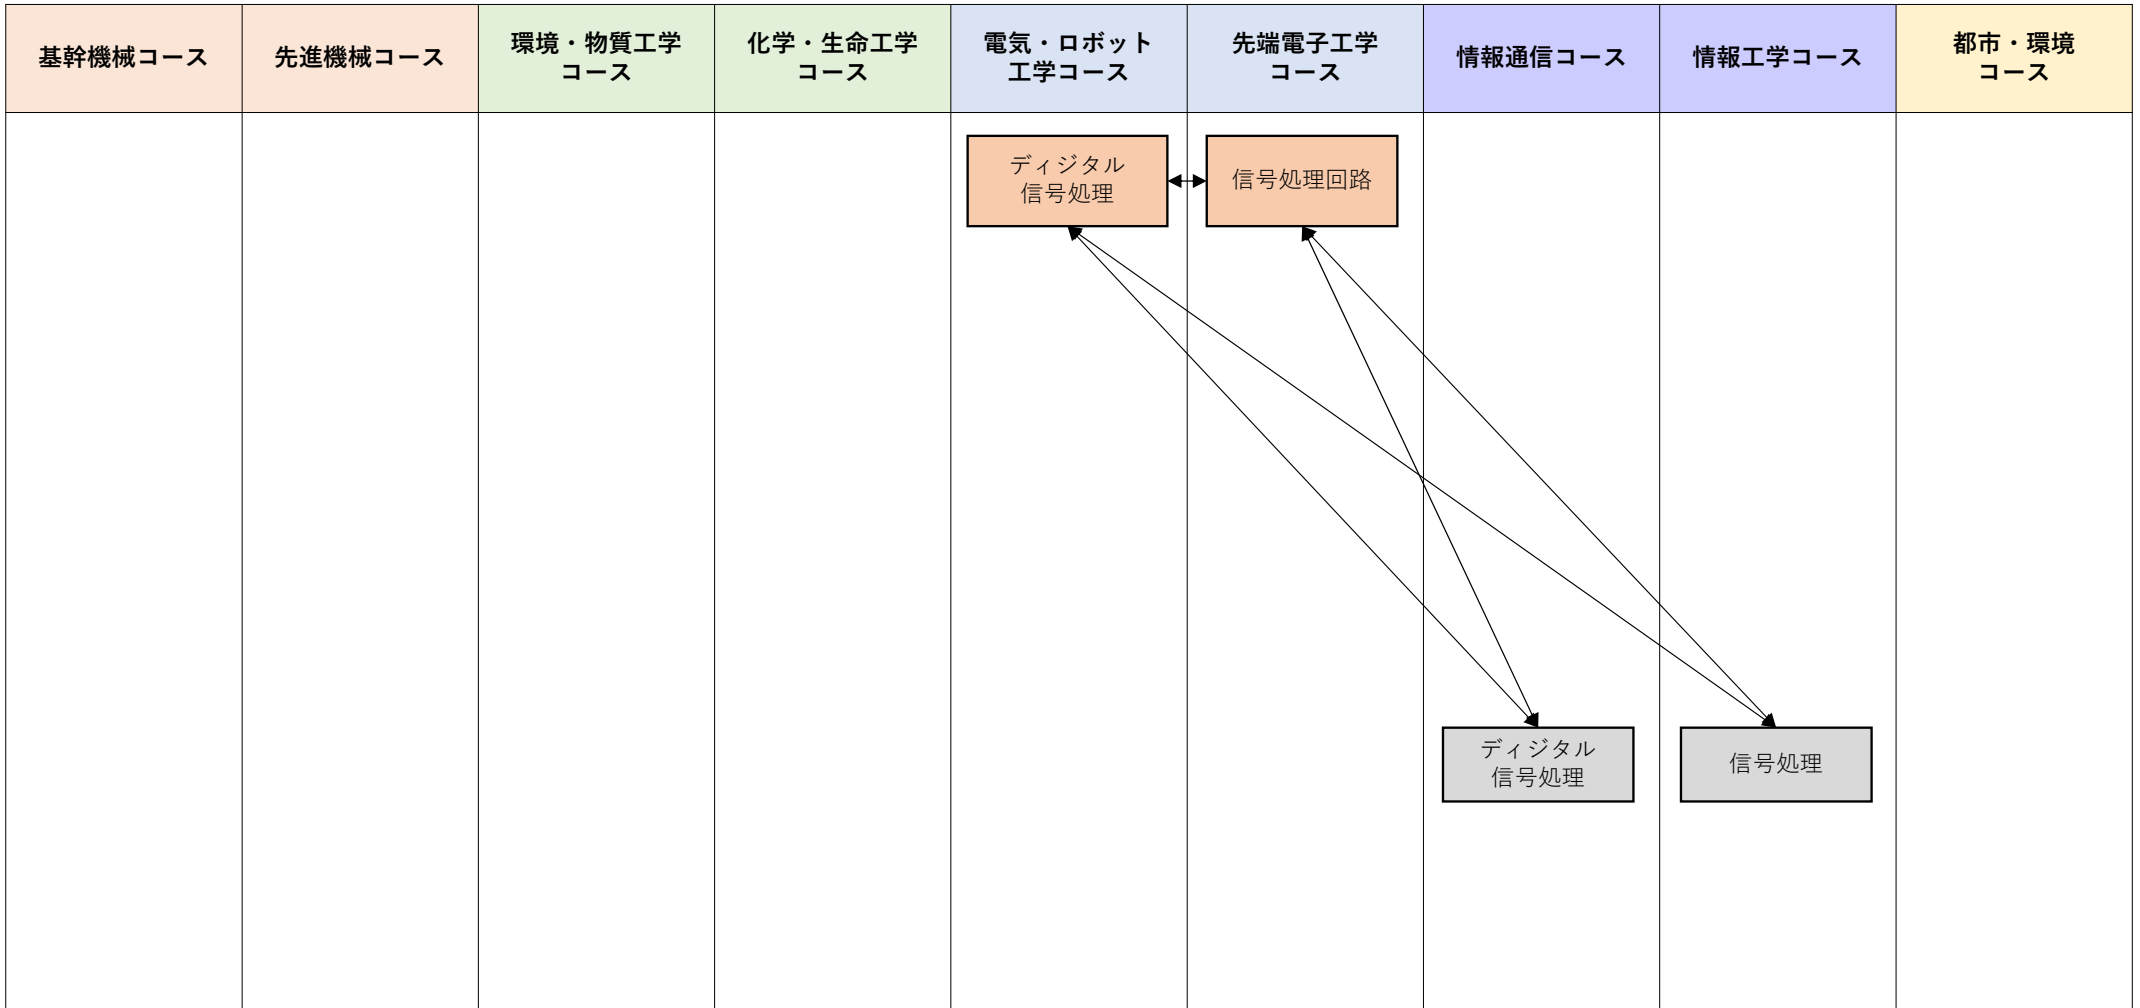 基幹機械コース
先進機械コース
環境・物質工学
コース
化学・生命工学
コース
電気・ロボット
工学コース
先端電子工学
コース
情報通信コース
情報工学コース
都市・環境
コース
ディジタル
信号処理
信号処理回路
ディジタル
信号処理
信号処理